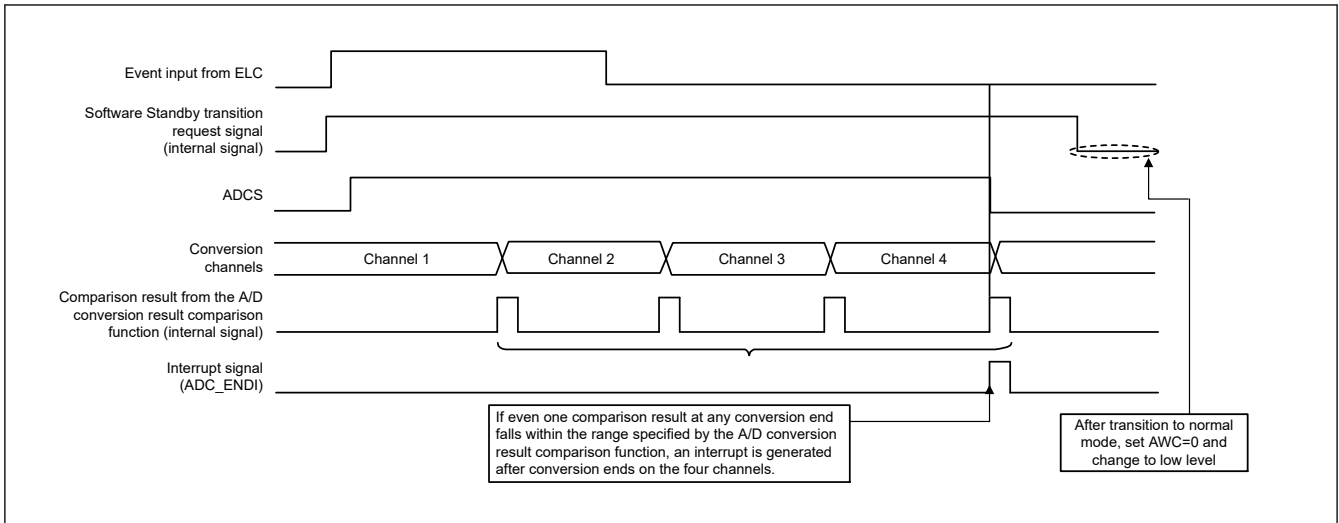 Event input from ELC
Software Standby transition
request signal
(internal signal)
ADCS
Conversion
channels
Channel 1
Channel 2
Channel 3
Channel 4
Comparison result from the A/D
conversion result comparison
function (internal signal)
Interrupt signal
(ADC_ENDI)
If even one comparison result at any conversion end
falls within the range specified by the A/D conversion
result comparison function, an interrupt is generated
after conversion ends on the four channels.
After transition to normal
mode, set AWC=0 and
change to low level